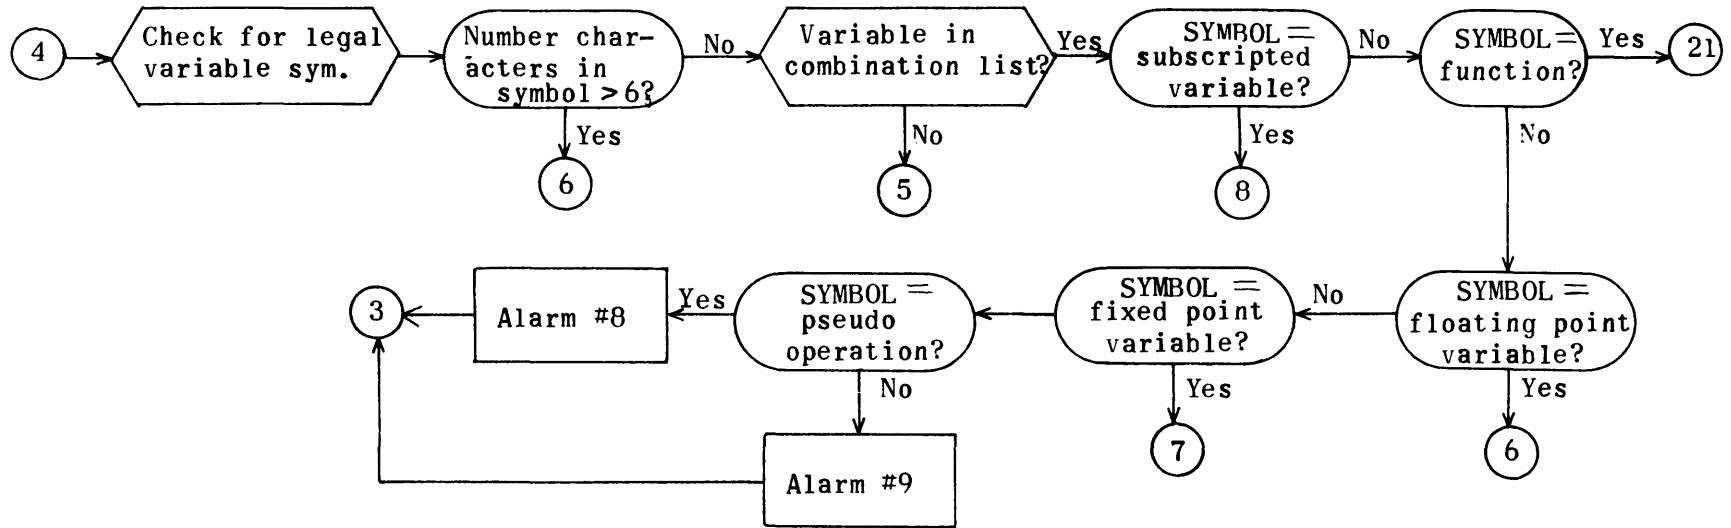 4
Check for legal
variable sym.
Number char-
acters in
symbol > 6?
Yes
6
No
Variable in
combination list?
No
5
Yes
SYMBOL =
subscripted
variable?
Yes
8
No
SYMBOL =
function?
Yes
21
No
SYMBOL =
floating point
variable?
Yes
6
No
SYMBOL =
fixed point
variable?
Yes
7
SYMBOL =
pseudo
operation?
Yes
Alarm #8
3
No
Alarm #9